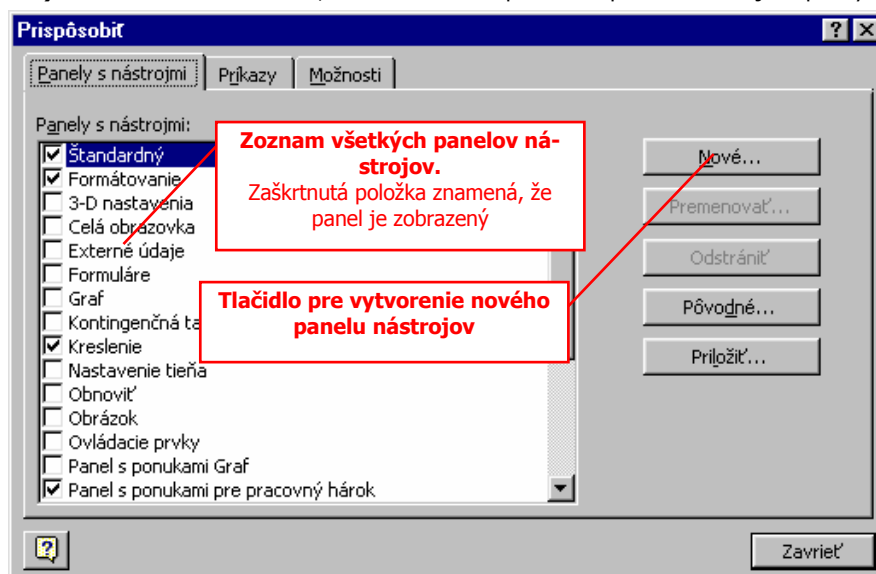 Prispôsobiť
Panely s nástrojmi Príkazy Možnosti
Panely s nástrojmi:
Štandardný
Formátovanie
3-D nastavenia
Celá obrazovka
Externé údaje
Formuláre
Graf
Kontingenčná ta
Kreslenie
Nastavenie tieňa
Obnoviť
Obrázok
Ovládacie prvky
Panel s ponukami Graf
Panel s ponukami pre pracovný hárok
Zoznam všetkých panelov ná-
strojov.
Zaškrtnutá položka znamená, že
panel je zobrazený
Tlačidlo pre vytvorenie nového
panelu nástrojov
Nové...
Premenovať...
Odstrániť
Pôvodné...
Priložiť...
Zavrieť